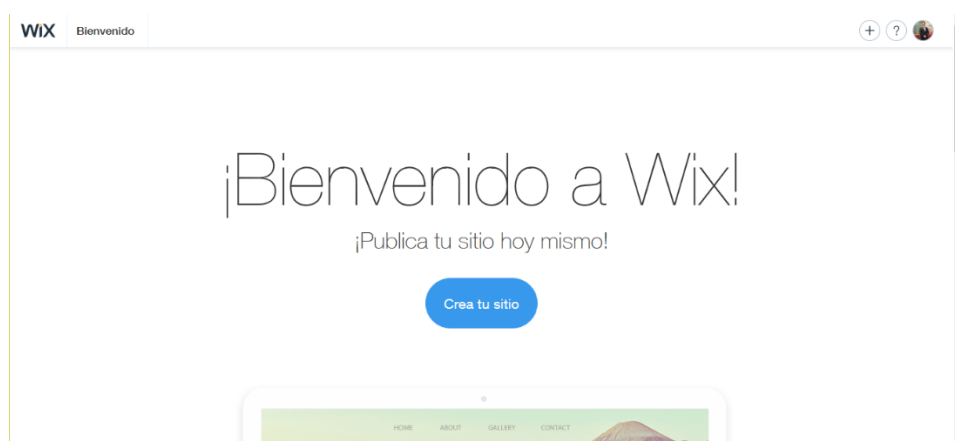 WiX Bienvenido + ?
¡Bienvenido a Wix!
¡Publica tu sitio hoy mismo!
Crea tu sitio
HOME ABOUT GALLERY CONTACT